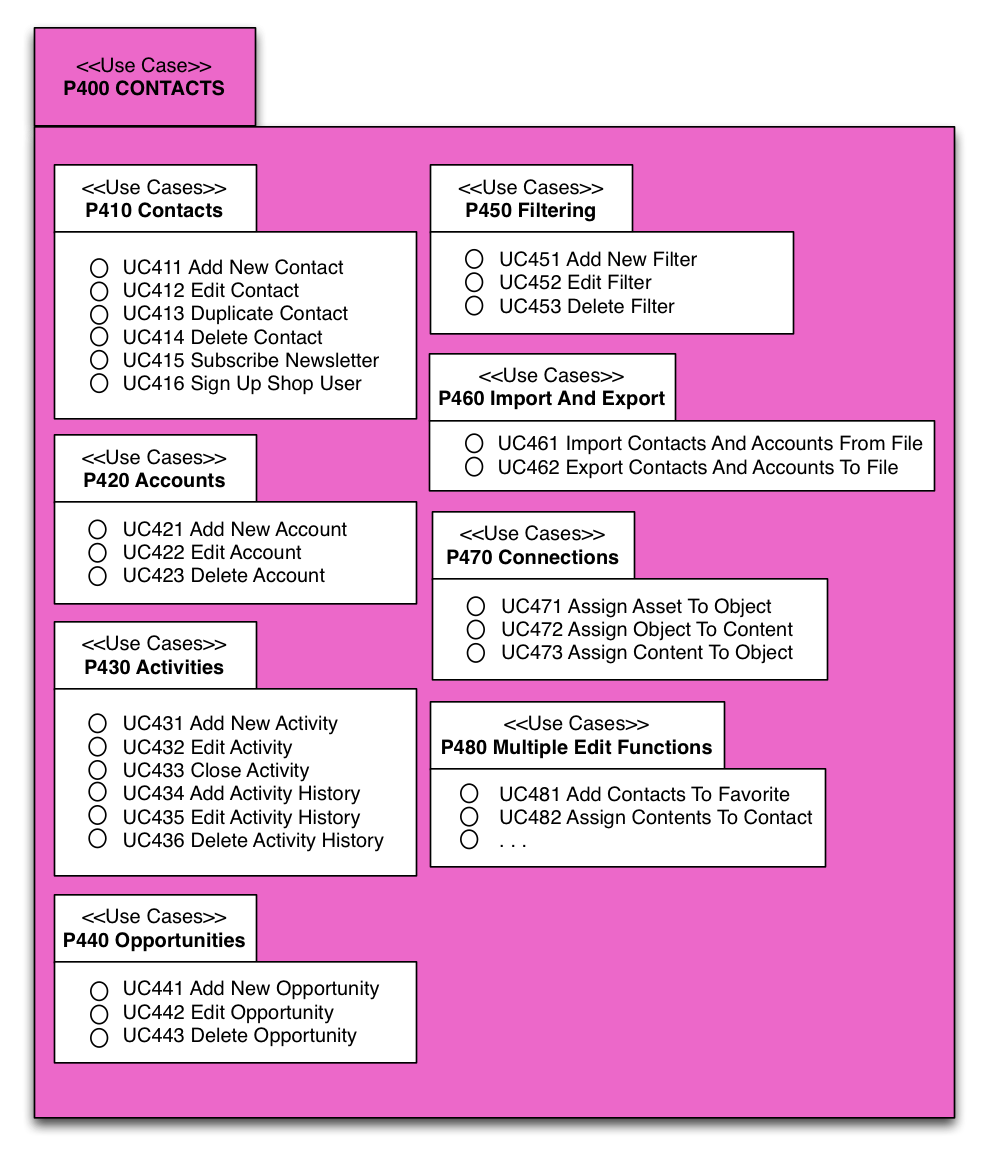 <<Use Case>>
P400 CONTACTS
<<Use Cases>>
P410 Contacts
UC411 Add New Contact
UC412 Edit Contact
UC413 Duplicate Contact
UC414 Delete Contact
UC415 Subscribe Newsletter
UC416 Sign Up Shop User
<<Use Cases>>
P420 Accounts
UC421 Add New Account
UC422 Edit Account
UC423 Delete Account
<<Use Cases>>
P430 Activities
UC431 Add New Activity
UC432 Edit Activity
UC433 Close Activity
UC434 Add Activity History
UC435 Edit Activity History
UC436 Delete Activity History
<<Use Cases>>
P440 Opportunities
UC441 Add New Opportunity
UC442 Edit Opportunity
UC443 Delete Opportunity
<<Use Cases>>
P450 Filtering
UC451 Add New Filter
UC452 Edit Filter
UC453 Delete Filter
<<Use Cases>>
P460 Import And Export
UC461 Import Contacts And Accounts From File
UC462 Export Contacts And Accounts To File
<<Use Cases>>
P470 Connections
UC471 Assign Asset To Object
UC472 Assign Object To Content
UC473 Assign Content To Object
<<Use Cases>>
P480 Multiple Edit Functions
UC481 Add Contacts To Favorite
UC482 Assign Contents To Contact
. . .